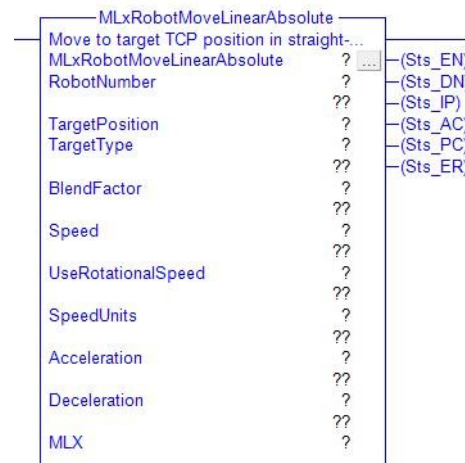 MLxRobotMoveLinearAbsolute
Move to target TCP position in straight-...
MLxRobotMoveLinearAbsolute ? ... (Sts_EN)
RobotNumber ? (Sts_DN
?? (Sts_IP)
TargetPosition ? (Sts_AC)
TargetType ? (Sts_PC)
?? (Sts_ER)
BlendFactor ?
??
Speed ?
??
UseRotationalSpeed ?
??
SpeedUnits ?
??
Acceleration ?
??
Deceleration ?
??
MLX ?